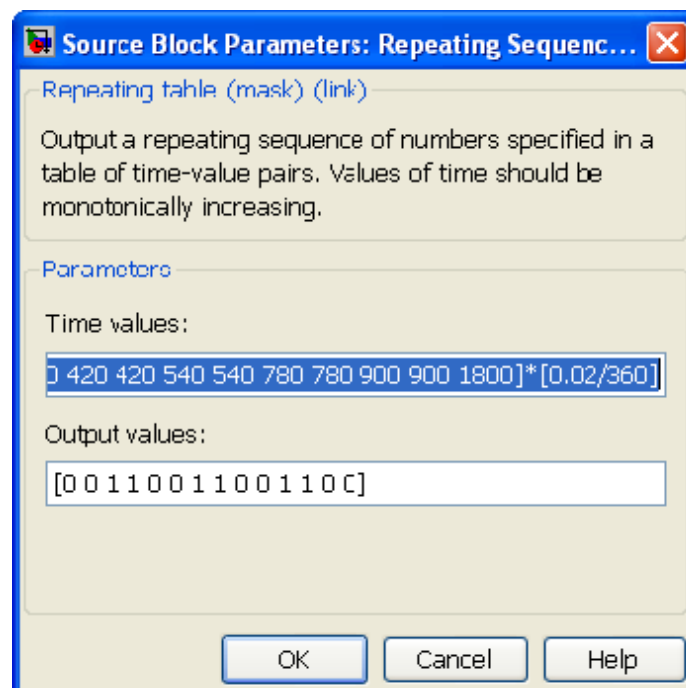 Source Block Parameters: Repeating Sequenc...
Repeating table (mask) (link)
Output a repeating sequence of numbers specified in a
table of time-value pairs. Values of time should be
monotonically increasing.
Parameters
Time values:
0 420 420 540 540 780 780 900 900 1800]*[0.02/360]
Output values:
[0 0 1 1 0 0 1 1 0 0 1 1 0 0]
OK
Cancel
Help